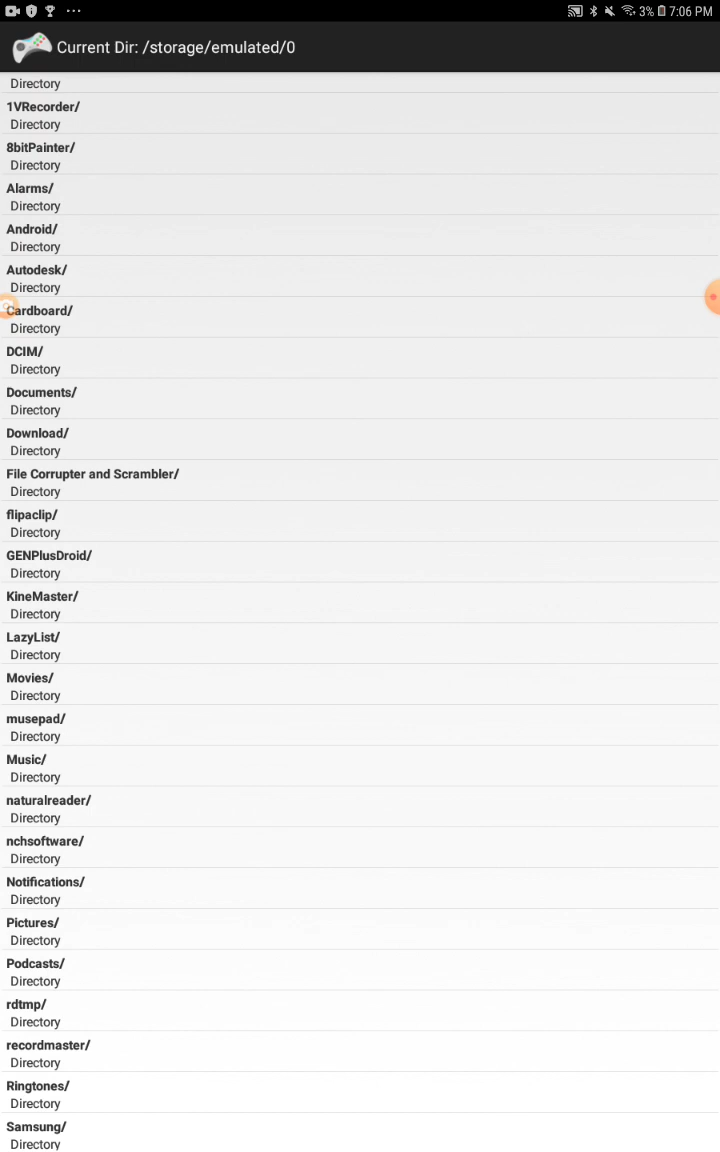 3% 7:06 PM
Current Dir: /storage/emulated/0
Directory
1VRecorder/
Directory
8bitPainter/
Directory
Alarms/
Directory
Android/
Directory
Autodesk/
Directory
Cardboard/
Directory
DCIM/
Directory
Documents/
Directory
Download/
Directory
File Corrupter and Scrambler/
Directory
flipaclip/
Directory
GENPlusDroid/
Directory
KineMaster/
Directory
LazyList/
Directory
Movies/
Directory
musepad/
Directory
Music/
Directory
naturalreader/
Directory
nchsoftware/
Directory
Notifications/
Directory
Pictures/
Directory
Podcasts/
Directory
rdtmp/
Directory
recordmaster/
Directory
Ringtones/
Directory
Samsung/
Directory